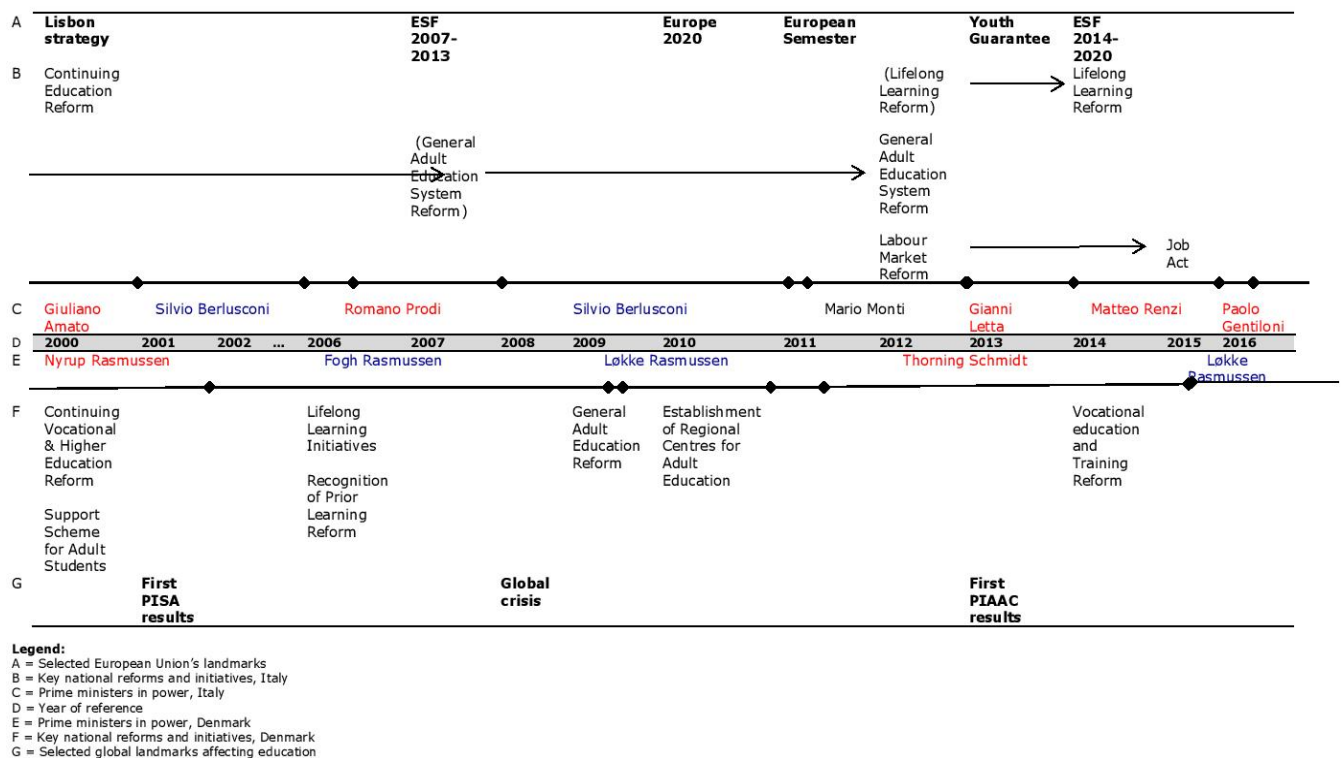 A Lisbon strategy ESF 2007-2013 Europe 2020 European Semester Youth Guarantee ESF 2014-2020
B Continuing Education Reform (General Adult Education System Reform) (Lifelong Learning Reform) Lifelong Learning Reform
General Adult Education System Reform
Labour Market Reform Job Act
C Giuliano Amato Silvio Berlusconi Romano Prodi Silvio Berlusconi Mario Monti Gianni Letta Matteo Renzi Paolo Gentiloni
D 2000 2001 2002 ... 2006 2007 2008 2009 2010 2011 2012 2013 2014 2015 2016
E Nyrup Rasmussen Fogh Rasmussen Løkke Rasmussen Thorning Schmidt Løkke Rasmussen
F Continuing Vocational & Higher Education Reform Lifelong Learning Initiatives General Adult Education Reform Establishment of Regional Centres for Adult Education Vocational education and Training Reform
Support Scheme for Adult Students Recognition of Prior Learning Reform
G First PISA results Global crisis First PIAAC results
Legend:
A = Selected European Union's landmarks
B = Key national reforms and initiatives, Italy
C = Prime ministers in power, Italy
D = Year of reference
E = Prime ministers in power, Denmark
F = Key national reforms and initiatives, Denmark
G = Selected global landmarks affecting education